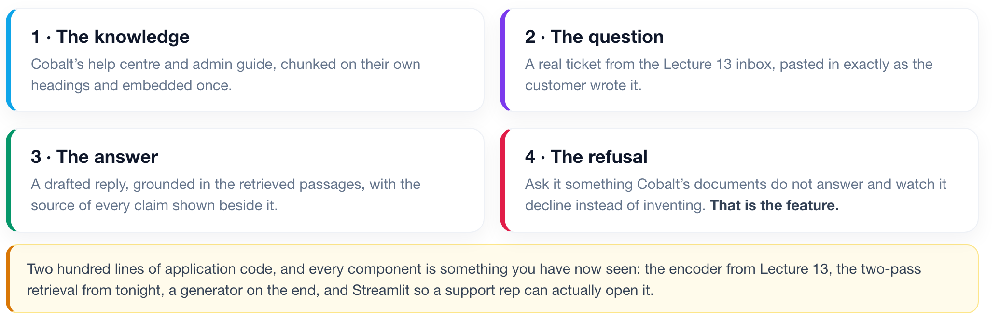 1 · The knowledge
Cobalt’s help centre and admin guide, chunked on their own
headings and embedded once.
2 · The question
A real ticket from the Lecture 13 inbox, pasted in exactly as the
customer wrote it.
3 · The answer
A drafted reply, grounded in the retrieved passages, with the
source of every claim shown beside it.
4 · The refusal
Ask it something Cobalt’s documents do not answer and watch it
decline instead of inventing. That is the feature.
Two hundred lines of application code, and every component is something you have now seen: the encoder from Lecture 13, the two-pass
retrieval from tonight, a generator on the end, and Streamlit so a support rep can actually open it.